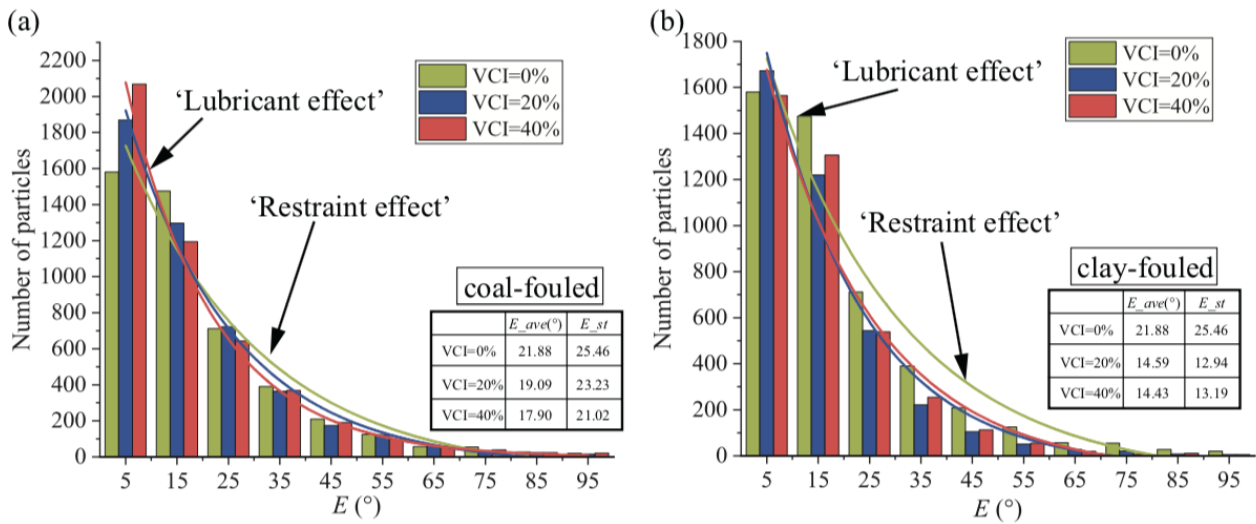 (a)
Number of particles
2200
2000
1800
1600
1400
1200
1000
800
600
400
200
0
VCI=0%
VCI=20%
VCI=40%
‘Lubricant effect’
‘Restraint effect’
coal-fouled
E_ave(°) E_st
VCI=0% 21.88 25.46
VCI=20% 19.09 23.23
VCI=40% 17.90 21.02
5 15 25 35 45 55 65 75 85 95
E (°)
(b)
Number of particles
1800
1600
1400
1200
1000
800
600
400
200
0
VCI=0%
VCI=20%
VCI=40%
‘Lubricant effect’
‘Restraint effect’
clay-fouled
E_ave(°) E_st
VCI=0% 21.88 25.46
VCI=20% 14.59 12.94
VCI=40% 14.43 13.19
5 15 25 35 45 55 65 75 85 95
E (°)